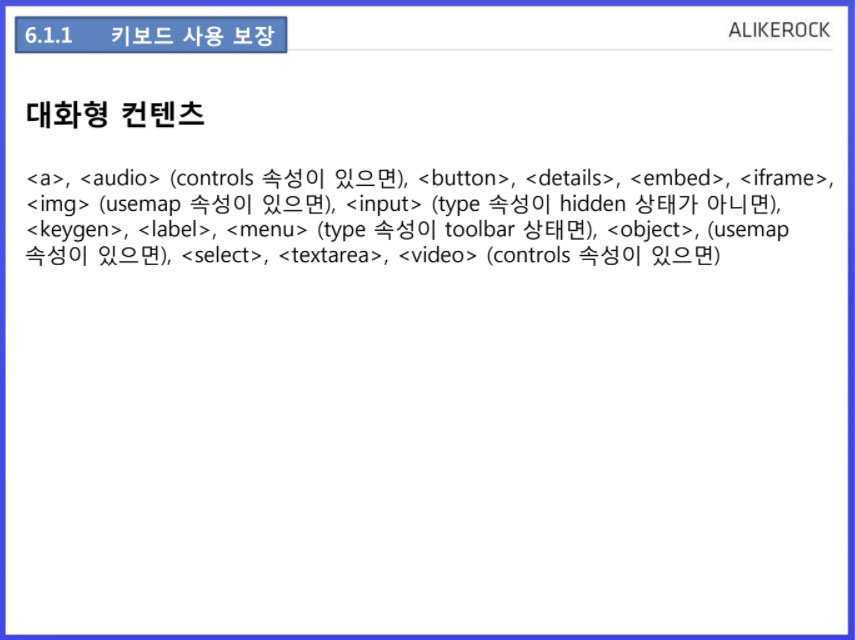 6.1.1 키보드 사용 보장
ALIKEROCK
대화형 컨텐츠
<a>, <audio> (controls 속성이 있으면), <button>, <details>, <embed>, <iframe>,
<img> (usemap 속성이 있으면), <input> (type 속성이 hidden 상태가 아니면),
<keygen>, <label>, <menu> (type 속성이 toolbar 상태면), <object>, (usemap
속성이 있으면), <select>, <textarea>, <video> (controls 속성이 있으면)